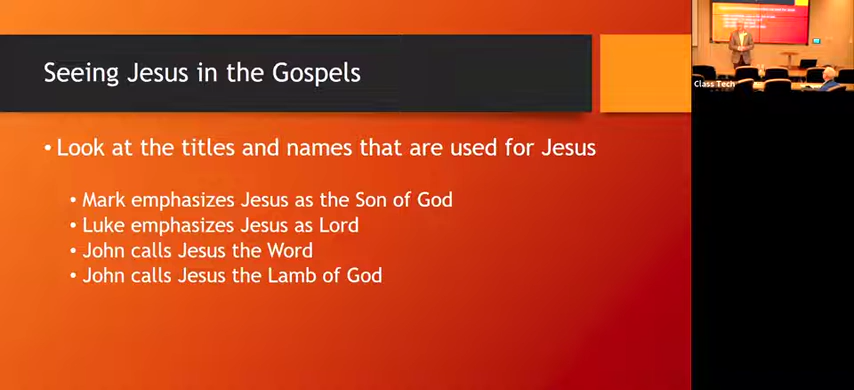 Seeing Jesus in the Gospels
• Look at the titles and names that are used for Jesus
• Mark emphasizes Jesus as the Son of God
• Luke emphasizes Jesus as Lord
• John calls Jesus the Word
• John calls Jesus the Lamb of God
Class Tech